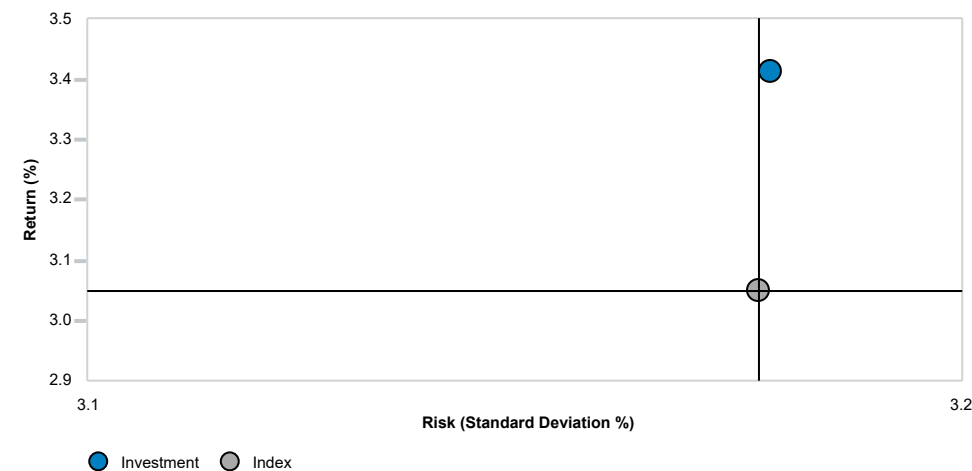 3.5
3.4
3.3
3.2
3.1
3.0
2.9
Return (%)
3.1
3.2
Risk (Standard Deviation %)
Investment
Index